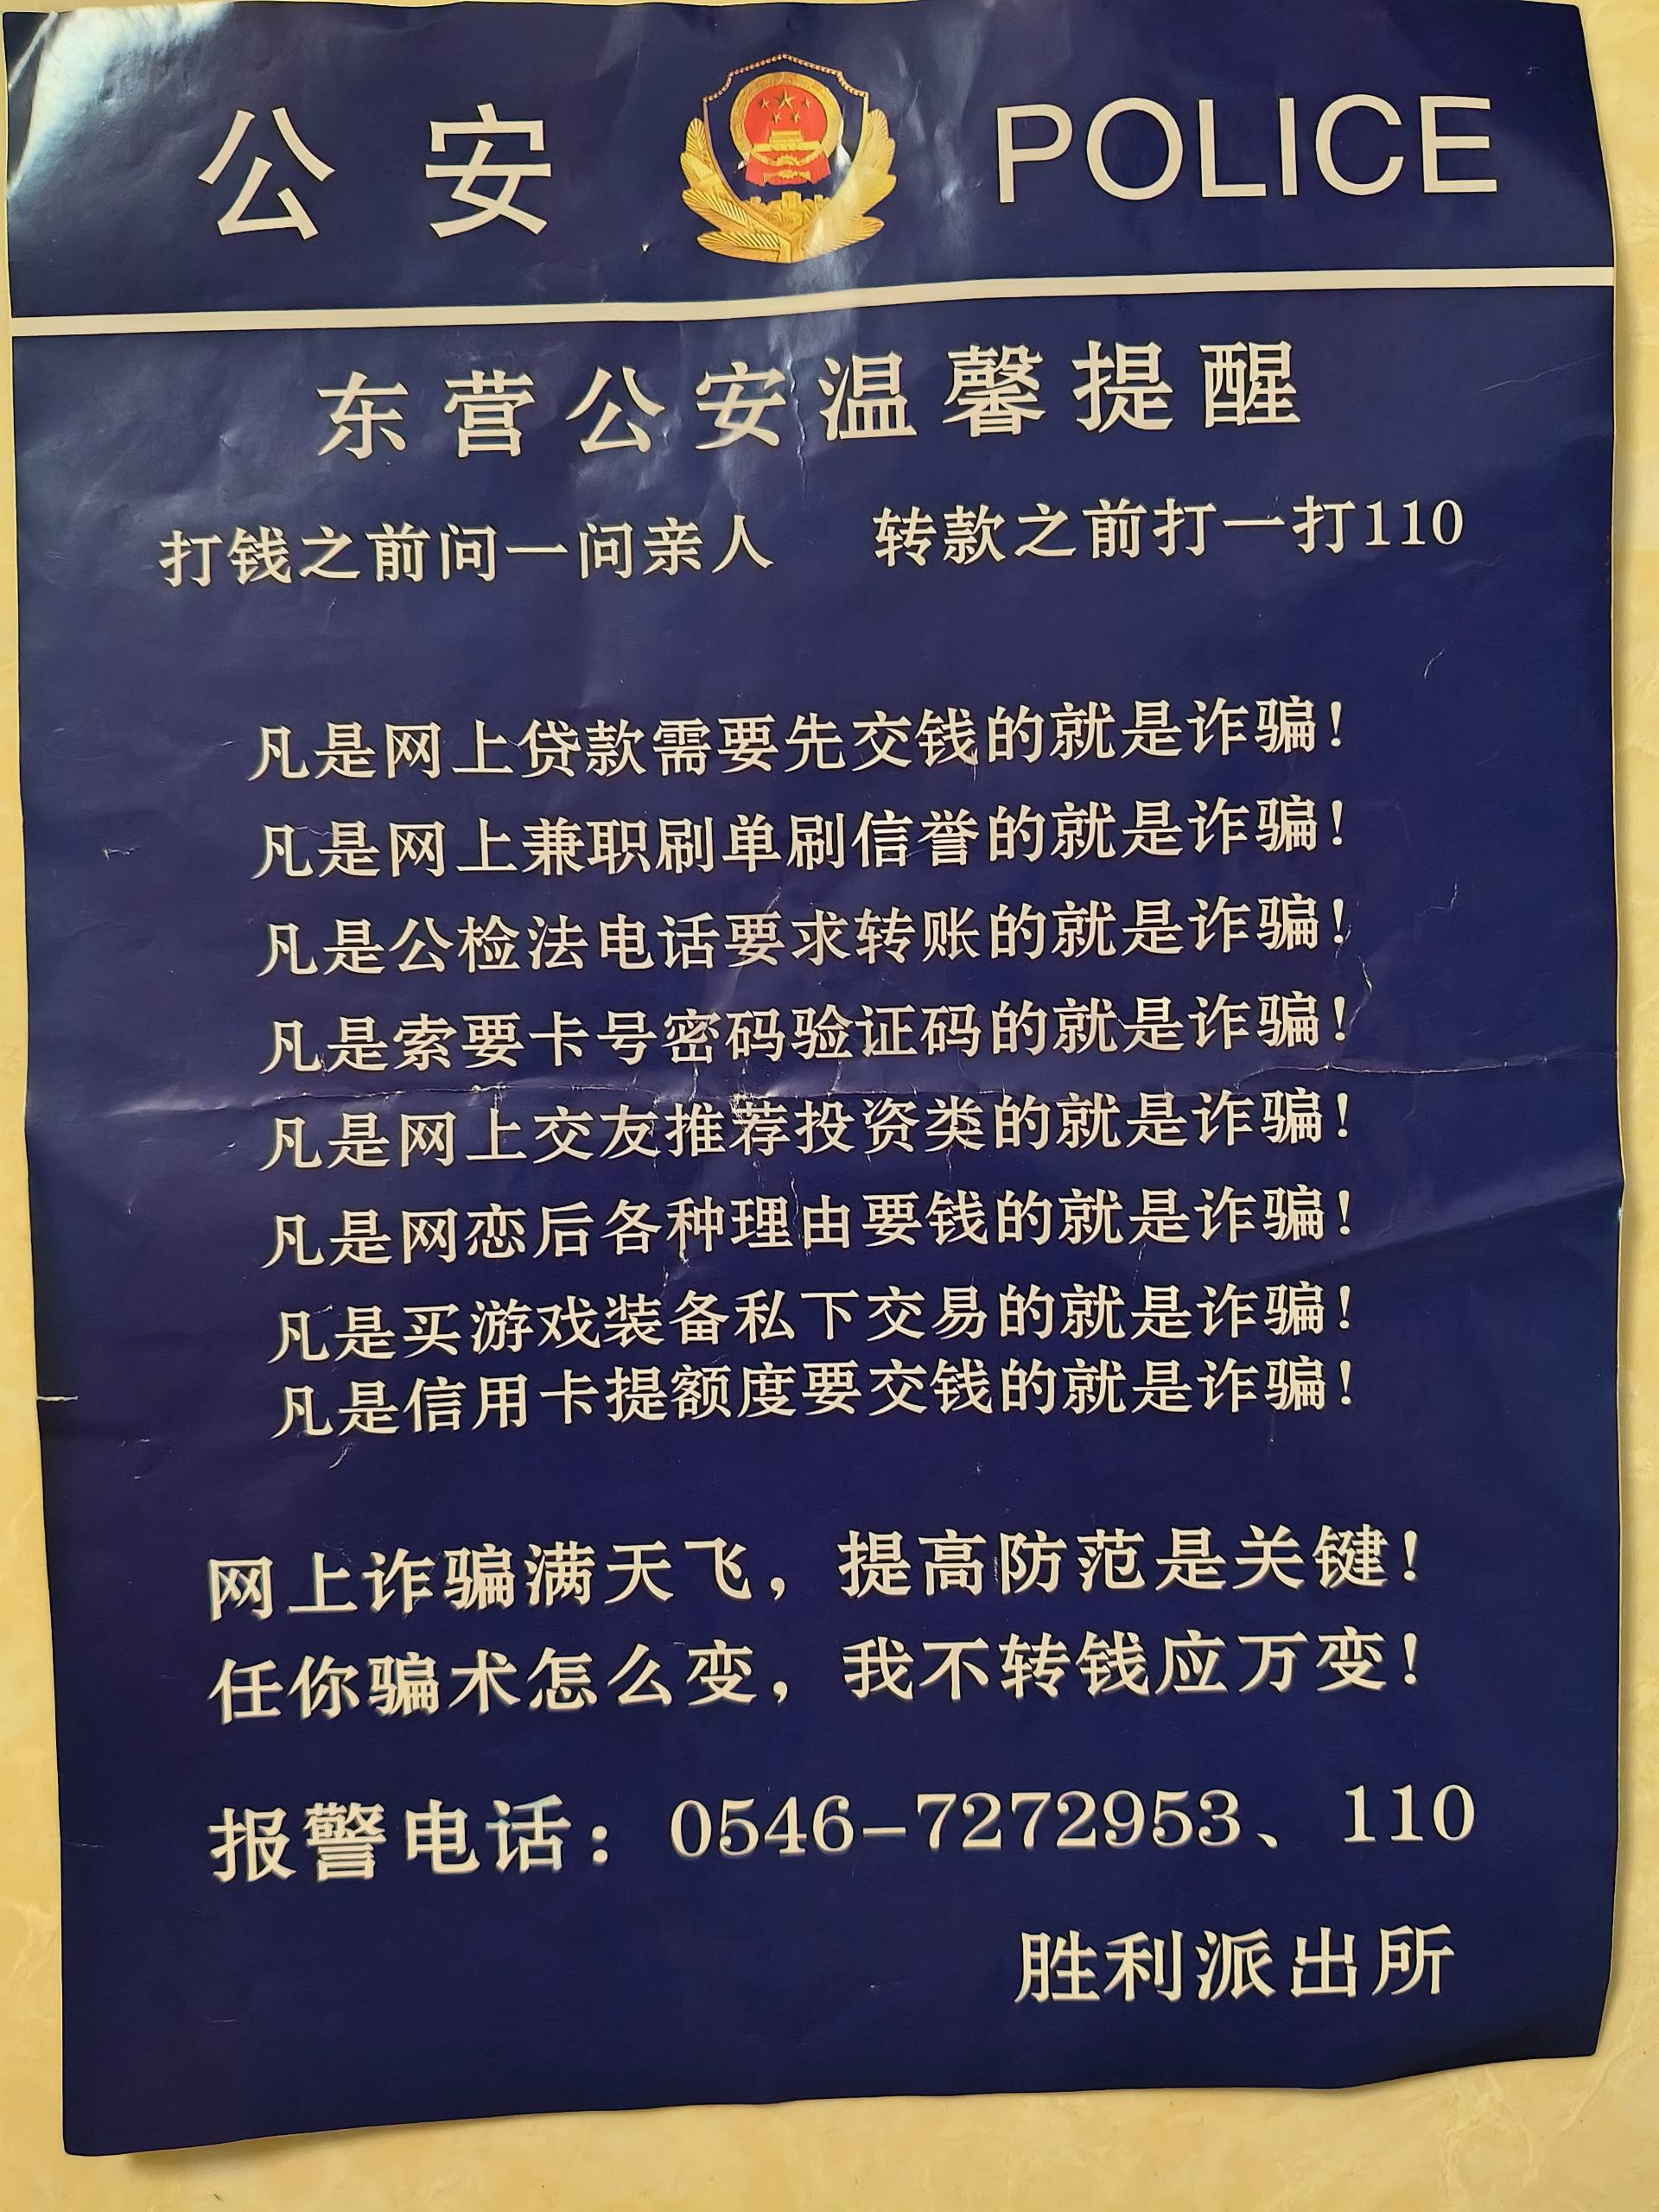 公安 POLICE
东营公安温馨提醒
打钱之前问一问亲人 转款之前打一打110
凡是网上贷款需要先交钱的就是诈骗！
凡是网上兼职刷单刷信誉的就是诈骗！
凡是公检法电话要求转账的就是诈骗！
凡是索要卡号密码验证码的就是诈骗！
凡是网上交友推荐投资类的就是诈骗！
凡是网恋后各种理由要钱的就是诈骗！
凡是买游戏装备私下交易的就是诈骗！
凡是信用卡提额度要交钱的就是诈骗！
网上诈骗满天飞，提高防范是关键！
任你骗术怎么变，我不转钱应万变！
报警电话：0546-7272953、110
胜利派出所